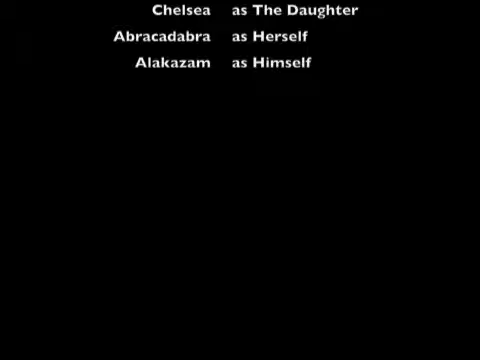 Chelsea as The Daughter
Abracadabra as Herself
Alakazam as Himself